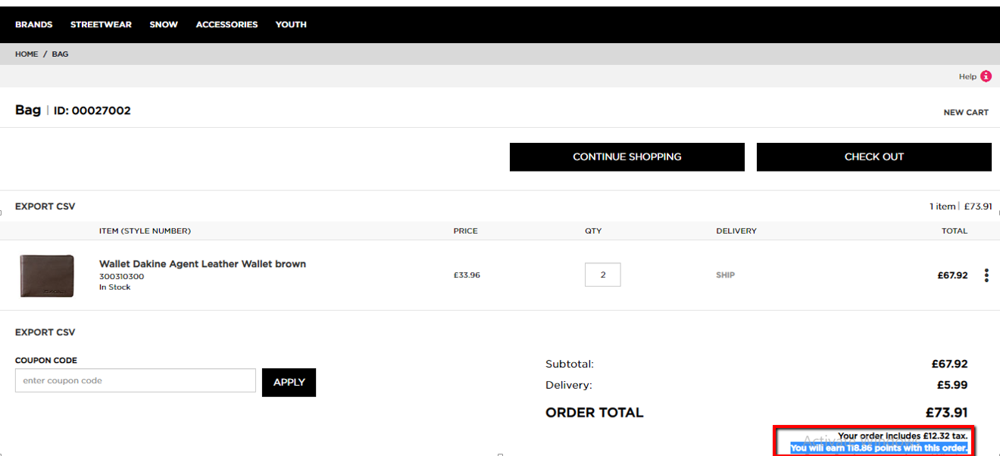 BRANDS STREETWEAR SNOW ACCESSORIES YOUTH
HOME / BAG
Help i
Bag | ID: 00027002
NEW CART
CONTINUE SHOPPING CHECK OUT
EXPORT CSV 1 item | £73.91
ITEM (STYLE NUMBER) PRICE QTY DELIVERY TOTAL
Wallet Dakine Agent Leather Wallet brown
300310300
In Stock
£33.96 2 SHIP £67.92
EXPORT CSV
COUPON CODE
enter coupon code APPLY
Subtotal: £67.92
Delivery: £5.99
ORDER TOTAL £73.91
Your order includes £12.32 tax.
You will earn 118.86 points with this order.